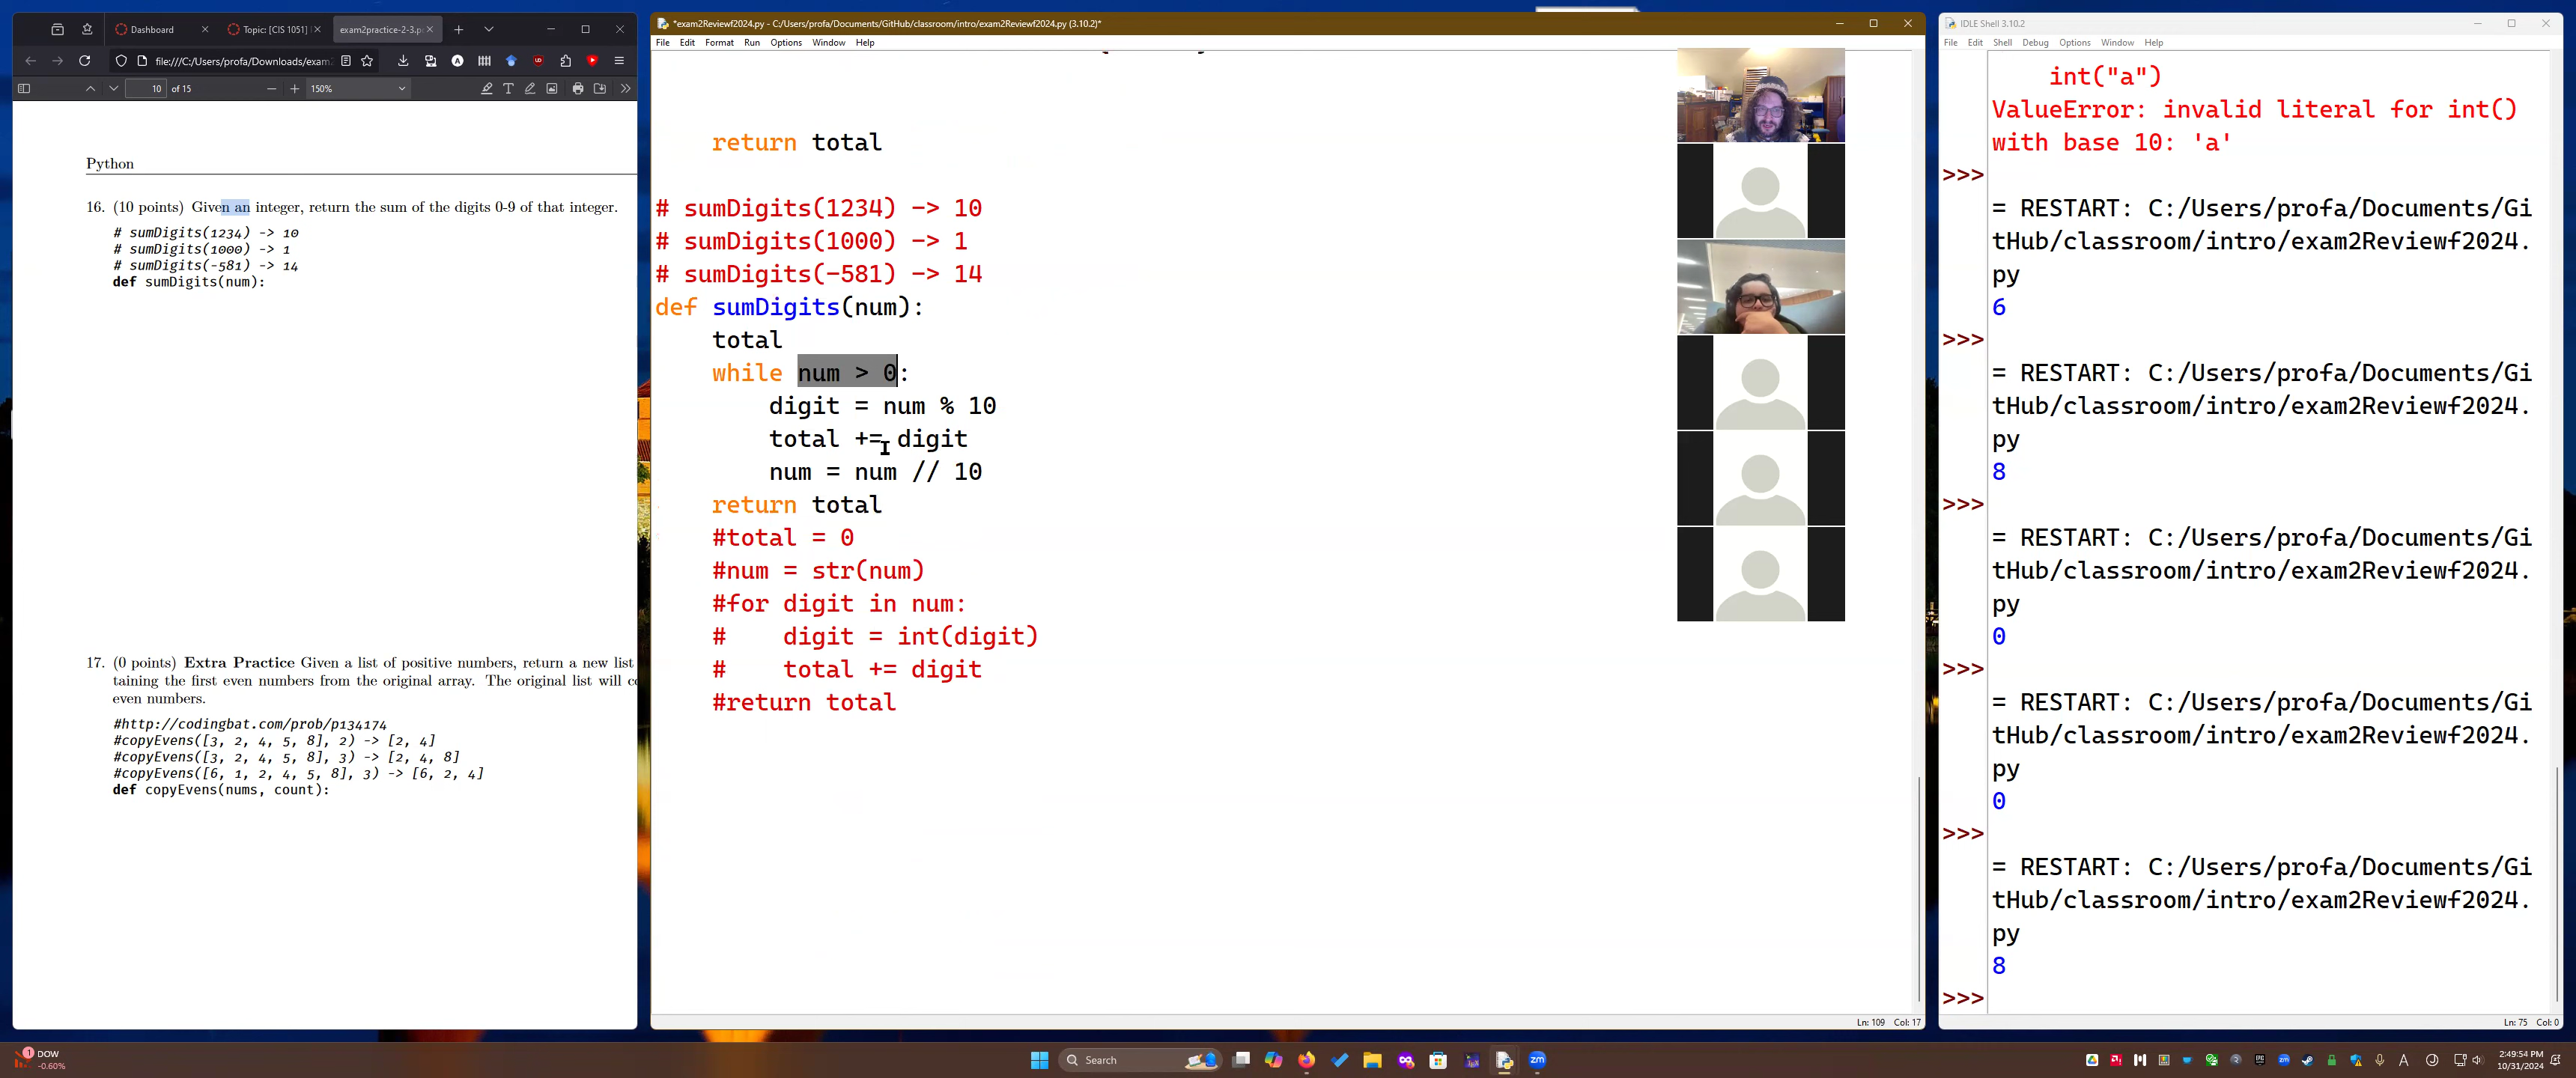 Dashboard
Topic: [CIS 1051]
exam2practice-2-3.p
file:///C:/Users/profa/Downloads/exam
10 of 15
150%
Python
16. (10 points) Given an integer, return the sum of the digits 0-9 of that integer.
# sumDigits(1234) -> 10
# sumDigits(1000) -> 1
# sumDigits(-581) -> 14
def sumDigits(num):
17. (0 points) Extra Practice Given a list of positive numbers, return a new list
taining the first even numbers from the original array. The original list will c
even numbers.
#http://codingbat.com/prob/p134174
#copyEvens([3, 2, 4, 5, 8], 2) -> [2, 4]
#copyEvens([3, 2, 4, 5, 8], 3) -> [2, 4, 8]
#copyEvens([6, 1, 2, 4, 5, 8], 3) -> [6, 2, 4]
def copyEvens(nums, count):
*exam2Reviewf2024.py - C:/Users/profa/Documents/GitHub/classroom/intro/exam2Reviewf2024.py (3.10.2)*
File Edit Format Run Options Window Help
return total
# sumDigits(1234) -> 10
# sumDigits(1000) -> 1
# sumDigits(-581) -> 14
def sumDigits(num):
total
while num > 0:
digit = num % 10
total += digit
num = num // 10
return total
#total = 0
#num = str(num)
#for digit in num:
# digit = int(digit)
# total += digit
#return total
Ln: 109 Col: 17
IDLE Shell 3.10.2
File Edit Shell Debug Options Window Help
int("a")
ValueError: invalid literal for int()
with base 10: 'a'
>>>
= RESTART: C:/Users/profa/Documents/Gi
tHub/classroom/intro/exam2Reviewf2024.
py
6
>>>
= RESTART: C:/Users/profa/Documents/Gi
tHub/classroom/intro/exam2Reviewf2024.
py
8
>>>
= RESTART: C:/Users/profa/Documents/Gi
tHub/classroom/intro/exam2Reviewf2024.
py
0
>>>
= RESTART: C:/Users/profa/Documents/Gi
tHub/classroom/intro/exam2Reviewf2024.
py
0
>>>
= RESTART: C:/Users/profa/Documents/Gi
tHub/classroom/intro/exam2Reviewf2024.
py
8
>>>
Ln: 75 Col: 0
1 DOW
-0.60%
Search
zm
2:49:54 PM
10/31/2024